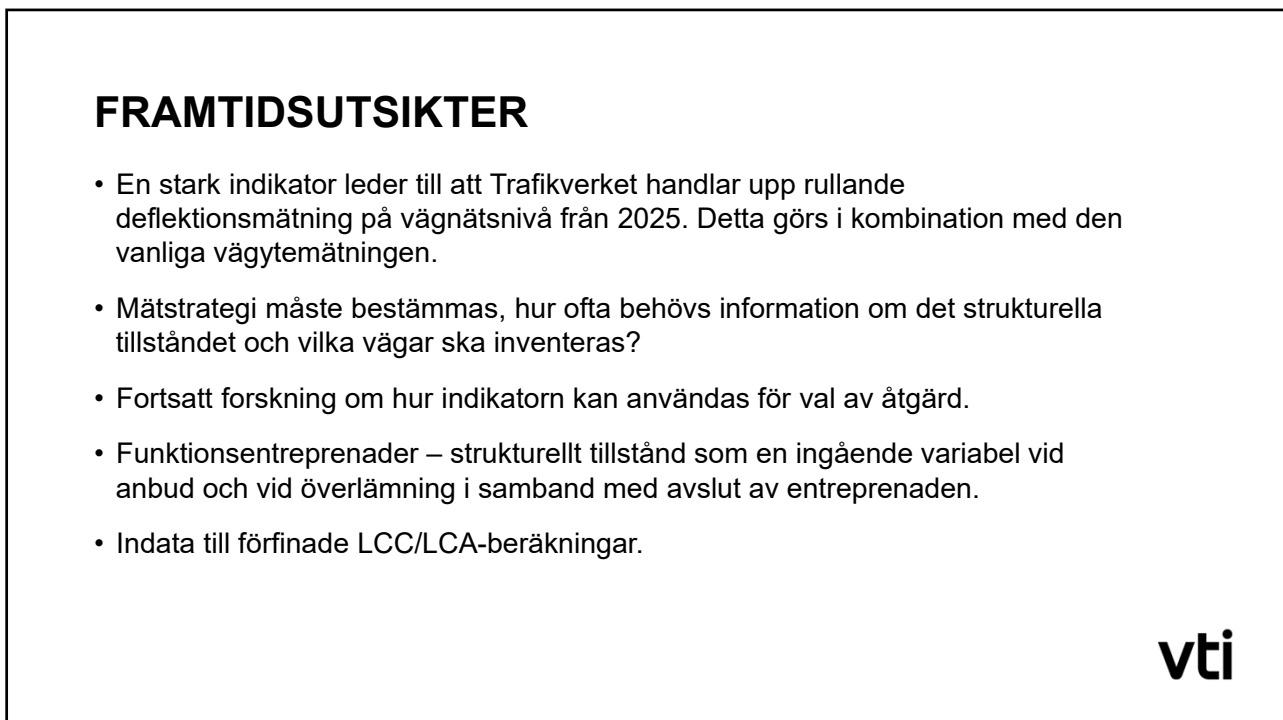 FRAMTIDSUTSIKTER
• En stark indikator leder till att Trafikverket handlar upp rullande
deflektionsmätning på vägnätsnivå från 2025. Detta görs i kombination med den
vanliga vägytemätningen.
• Mätstrategi måste bestämmas, hur ofta behövs information om det strukturella
tillståndet och vilka vägar ska inventeras?
• Fortsatt forskning om hur indikatorn kan användas för val av åtgärd.
• Funktionsentreprenader – strukturellt tillstånd som en ingående variabel vid
anbud och vid överlämning i samband med avslut av entreprenaden.
• Indata till förfinade LCC/LCA-beräkningar.
vti